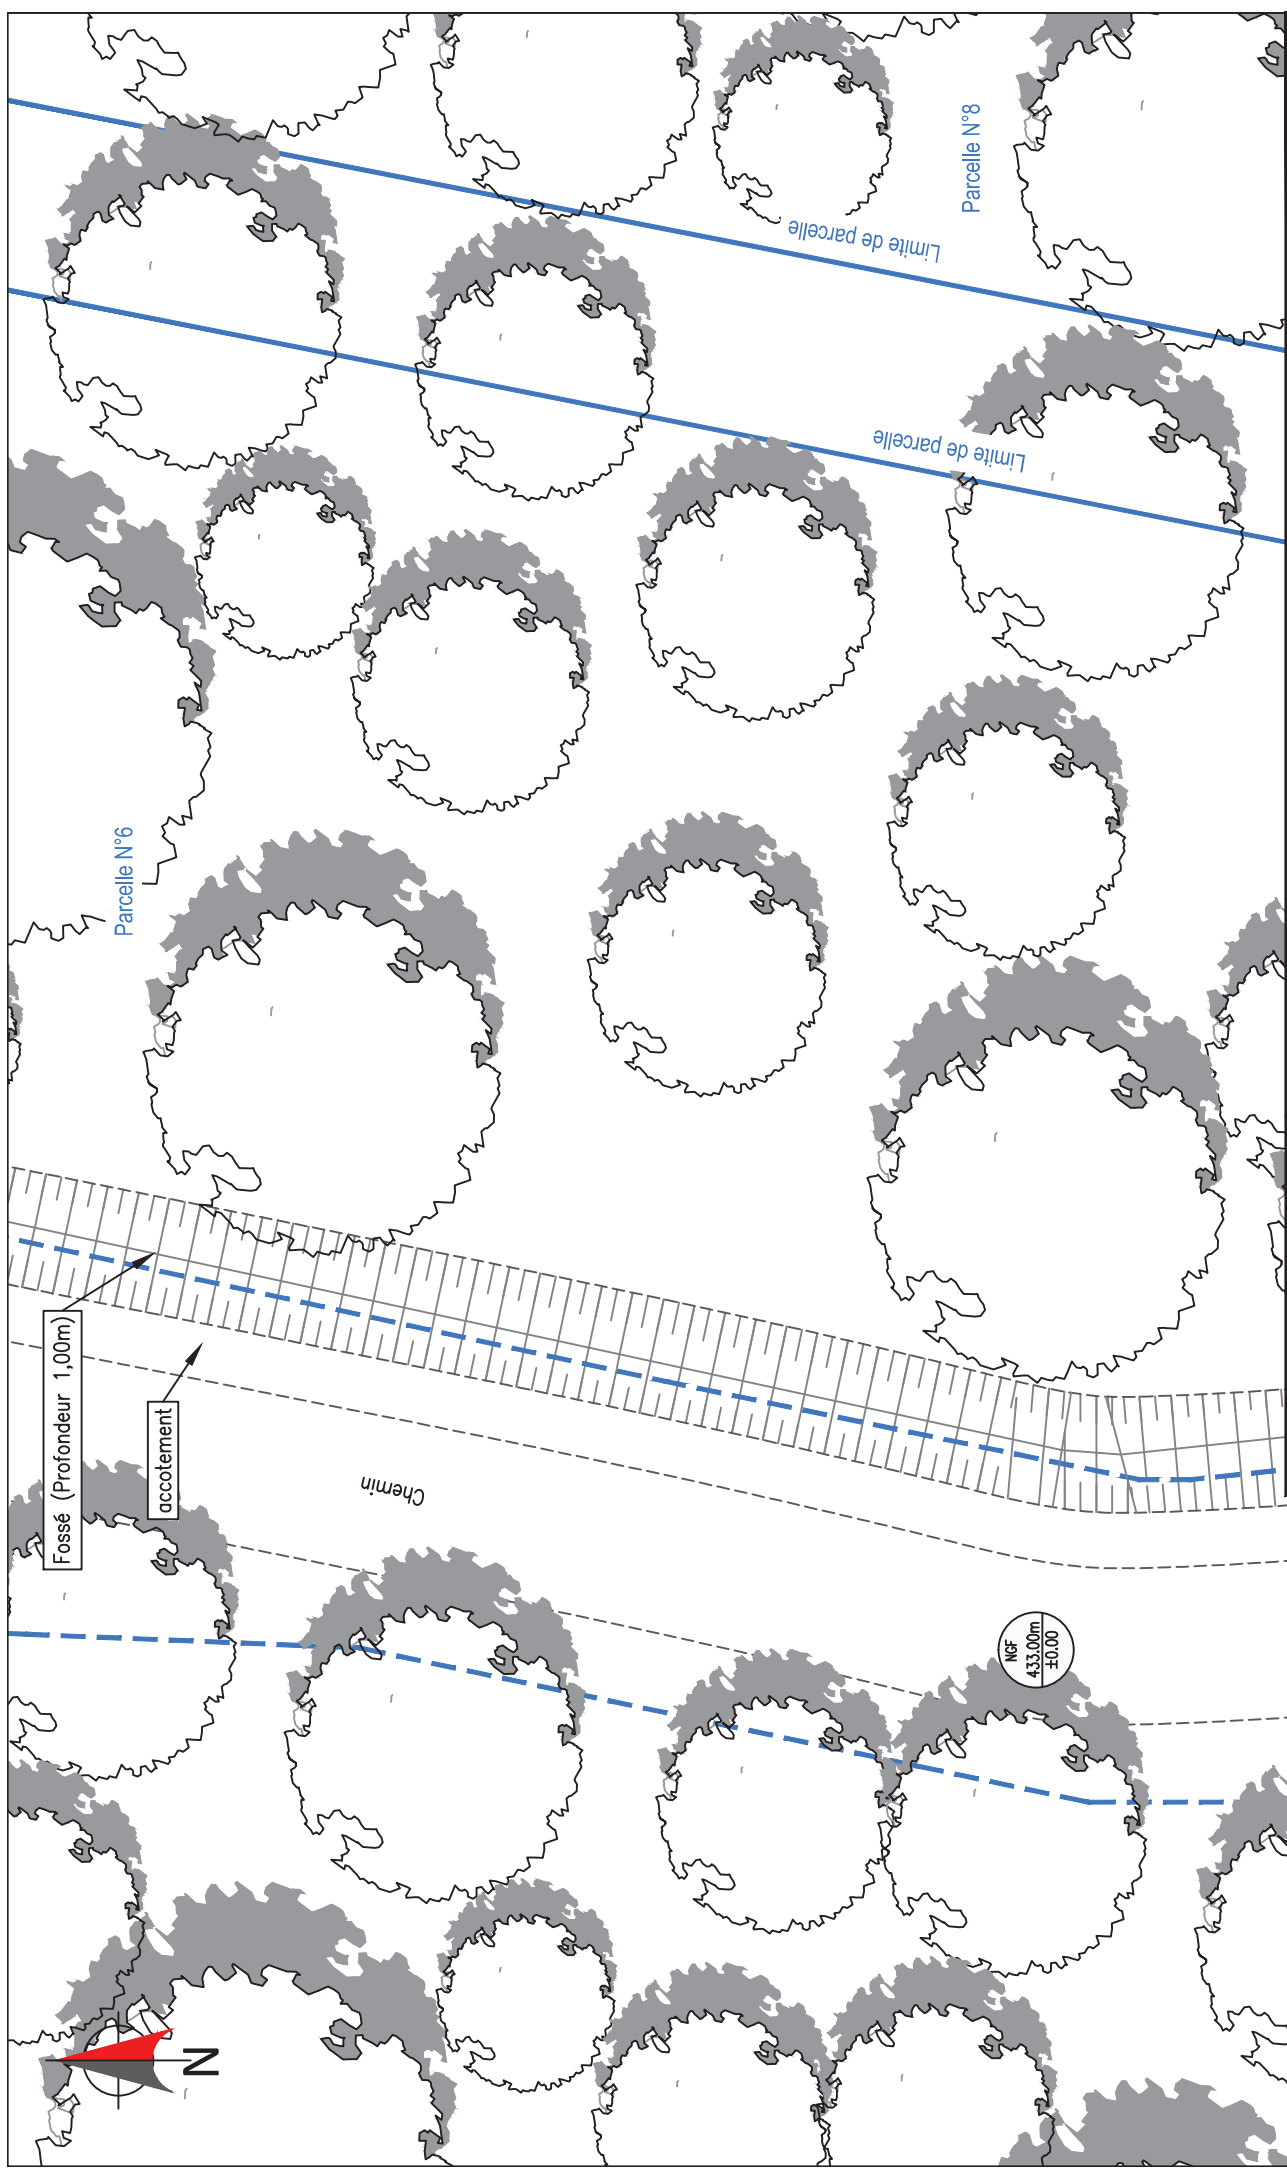 Parcelle N°8
Limite de parcelle
Limite de parcelle
Parcelle N°6
Fossé (Profondeur 1,00m)
accotement
Chemin
NGF
433.00m
±0.00
N